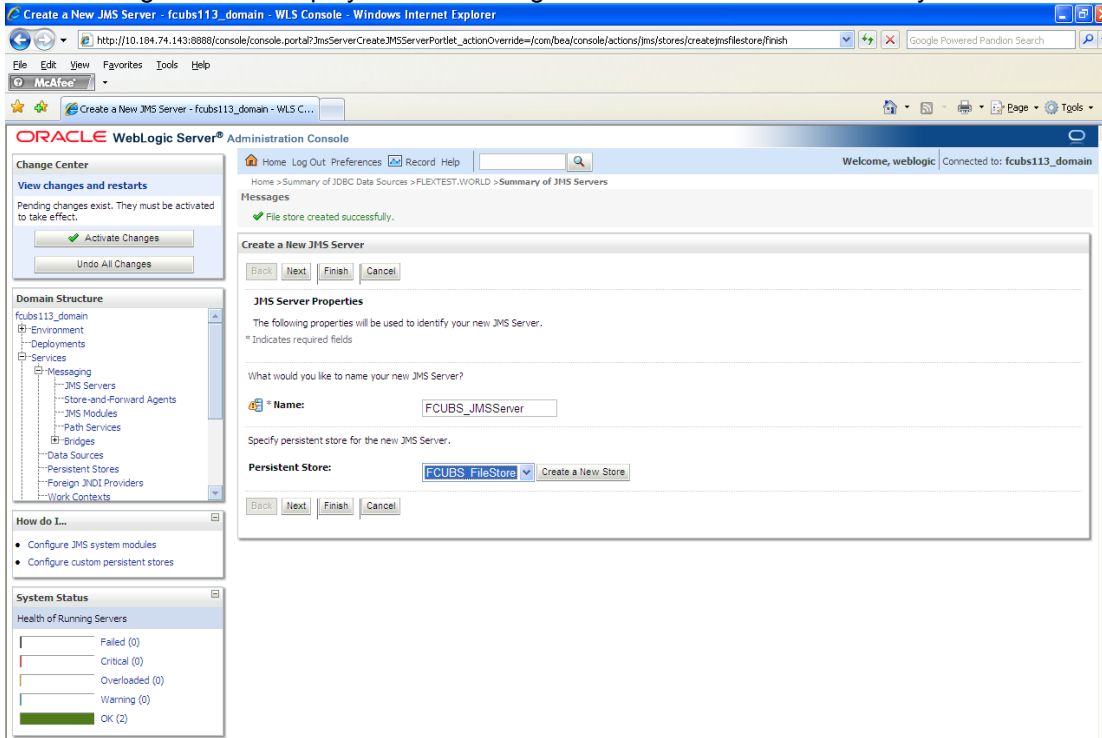 Create a New JMS Server - fcubs113_domain - WLS Console - Windows Internet Explorer
http://10.184.74.143:8888/console/console.portal?JmsServerCreateJMSServerPortlet_actionOverride=/com/bea/console/actions/jms/stores/createjmsfilestore/finish
Google Powered Pandion Search
File Edit View Favorites Tools Help
McAfee
Create a New JMS Server - fcubs113_domain - WLS C...
Page Tools
ORACLE WebLogic Server® Administration Console
Change Center
View changes and restarts
Pending changes exist. They must be activated
to take effect.
Activate Changes
Undo All Changes
Domain Structure
fcubs113_domain
Environment
Deployments
Services
Messaging
JMS Servers
Store-and-Forward Agents
JMS Modules
Path Services
Bridges
Data Sources
Persistent Stores
Foreign JNDI Providers
Work Contexts
How do I...
Configure JMS system modules
Configure custom persistent stores
System Status
Health of Running Servers
Failed (0)
Critical (0)
Overloaded (0)
Warning (0)
OK (2)
Home Log Out Preferences Record Help
Welcome, weblogic Connected to: fcubs113_domain
Home >Summary of JDBC Data Sources >FLEXTEST.WORLD >Summary of JMS Servers
Messages
File store created successfully.
Create a New JMS Server
Back Next Finish Cancel
JMS Server Properties
The following properties will be used to identify your new JMS Server.
* Indicates required fields
What would you like to name your new JMS Server?
* Name: FCUBS_JMSServer
Specify persistent store for the new JMS Server.
Persistent Store: FCUBS_FileStore Create a New Store
Back Next Finish Cancel